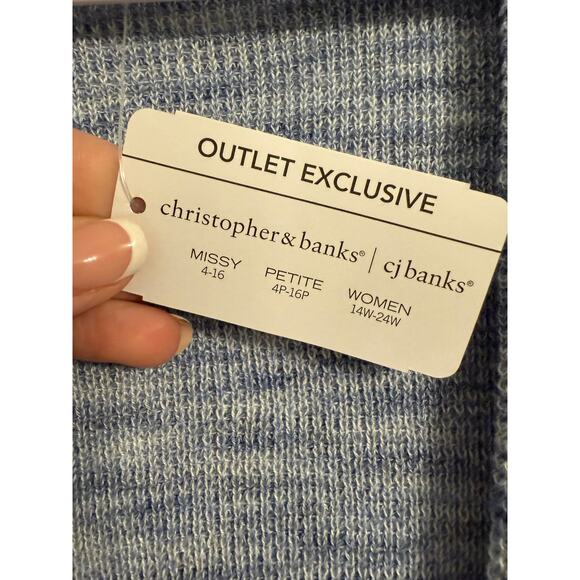 OUTLET EXCLUSIVE
christopher & banks® | cj banks®
MISSY PETITE WOMEN
4-16 4P-16P 14W-24W